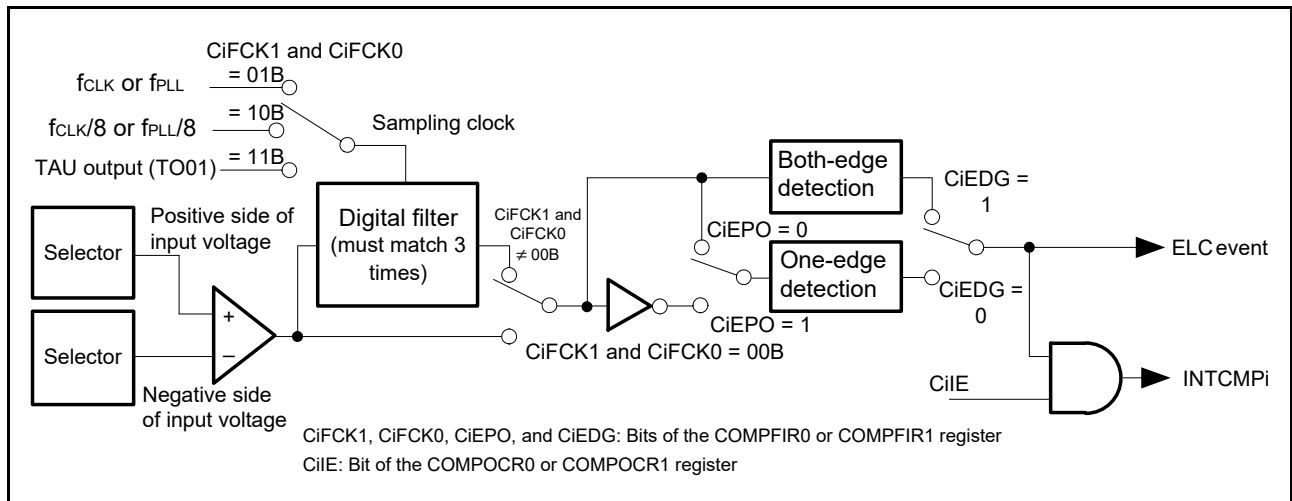 CiFCK1 and CiFCK0
fCLK or fPLL
= 01B
fCLK/8 or fPLL/8
= 10B
TAU output (TO01)
= 11B
Sampling clock
Selector
Positive side of
input voltage
Digital filter
(must match 3
times)
CiFCK1 and
CiFCK0
≠ 00B
Both-edge
detection
CiEDG =
1
CiEPO = 0
One-edge
detection
CiEDG =
0
ELC event
+
–
Selector
Negative side
of input voltage
CiEPO = 1
CiFCK1 and CiFCK0 = 00B
CiIE
INTCMPi
CiFCK1, CiFCK0, CiEPO, and CiEDG: Bits of the COMPFIR0 or COMPFIR1 register
CiIE: Bit of the COMPOCR0 or COMPOCR1 register